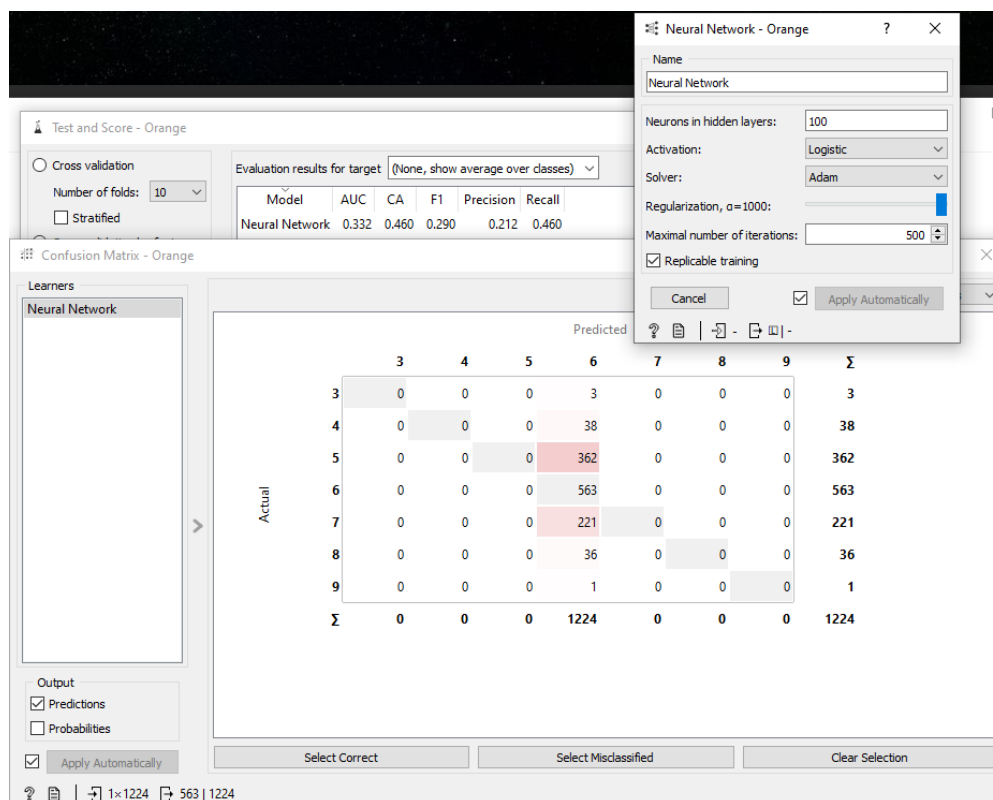 Neural Network - Orange ? ✕
Name
Neural Network
Neurons in hidden layers: 100
Activation: Logistic
Solver: Adam
Regularization, α=1000:
Maximal number of iterations: 500
Replicable training
Cancel Apply Automatically
? | - | -
Test and Score - Orange
Cross validation
Number of folds: 10
Stratified
Evaluation results for target (None, show average over classes)
Model AUC CA F1 Precision Recall
Neural Network 0.332 0.460 0.290 0.212 0.460
Confusion Matrix - Orange
Learners
Neural Network
Predicted
3 4 5 6 7 8 9 Σ
3 0 0 0 3 0 0 0 3
4 0 0 0 38 0 0 0 38
5 0 0 0 362 0 0 0 362
Actual
6 0 0 0 563 0 0 0 563
7 0 0 0 221 0 0 0 221
8 0 0 0 36 0 0 0 36
9 0 0 0 1 0 0 0 1
Σ 0 0 0 1224 0 0 0 1224
Output
Predictions
Probabilities
Apply Automatically
Select Correct Select Misclassified Clear Selection
? | 1×1224 563 | 1224